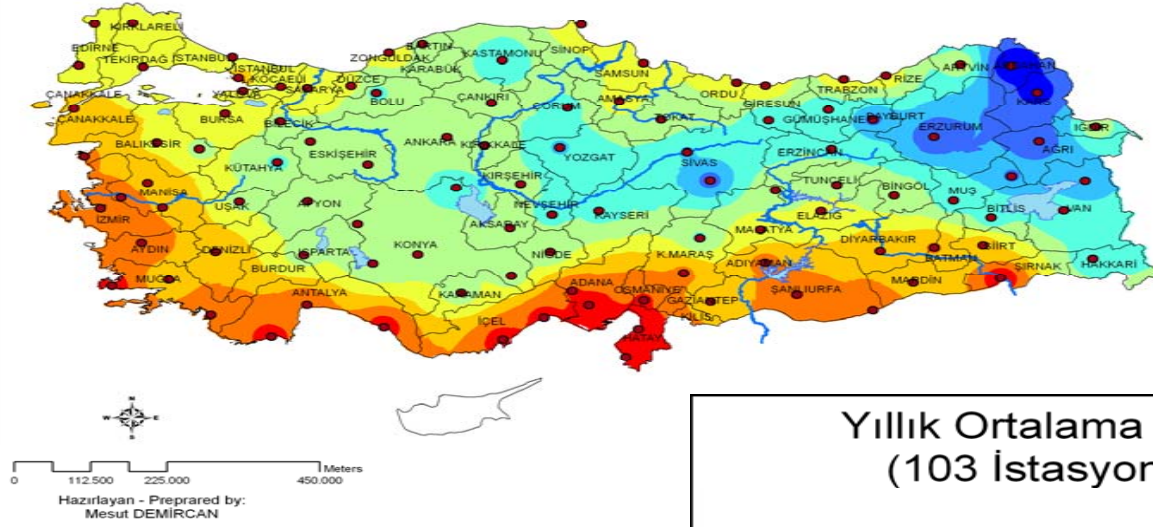 KIRKLARELİ
EDİRNE
TEKİRDAĞ
İSTANBUL
İSTANBUL
KOCAELİ
YALOVA
SAKARYA
DÜZCE
ZONGULDAK
BARTIN
KARABÜK
KASTAMONU
SİNOP
SAMSUN
ORDU
GİRESUN
TRABZON
RİZE
ARTVİN
ARDAHAN
KARS
IĞDIR
AĞRI
ÇANAKKALE
ÇANAKKALE
BALIKESİR
BURSA
BİLECİK
BOLU
ÇANKIRI
ÇORUM
AMASYA
TOKAT
GÜMÜŞHANE
BAYBURT
ERZURUM
ERZİNCAN
KÜTAHYA
ESKİŞEHİR
ANKARA
KIRIKKALE
YOZGAT
SİVAS
TUNCELİ
BİNGÖL
MUŞ
BİTLİS
VAN
MANİSA
İZMİR
UŞAK
AFYON
KIRŞEHİR
NEVŞEHİR
KAYSERİ
AKSARAY
MALATYA
ELAZIĞ
DİYARBAKIR
BATMAN
SİİRT
ŞIRNAK
HAKKARİ
AYDIN
DENİZLİ
ISPARTA
BURDUR
KONYA
NİĞDE
K.MARAŞ
ADIYAMAN
MARDİN
ŞANLIURFA
MUĞLA
ANTALYA
KARAMAN
İÇEL
ADANA
OSMANİYE
GAZİANTEP
KİLİS
HATAY
N
W E
S
Meters
0 112.500 225.000 450.000
Hazırlayan - Preprared by:
Mesut DEMİRCAN
Yıllık Ortalama
(103 İstasyon